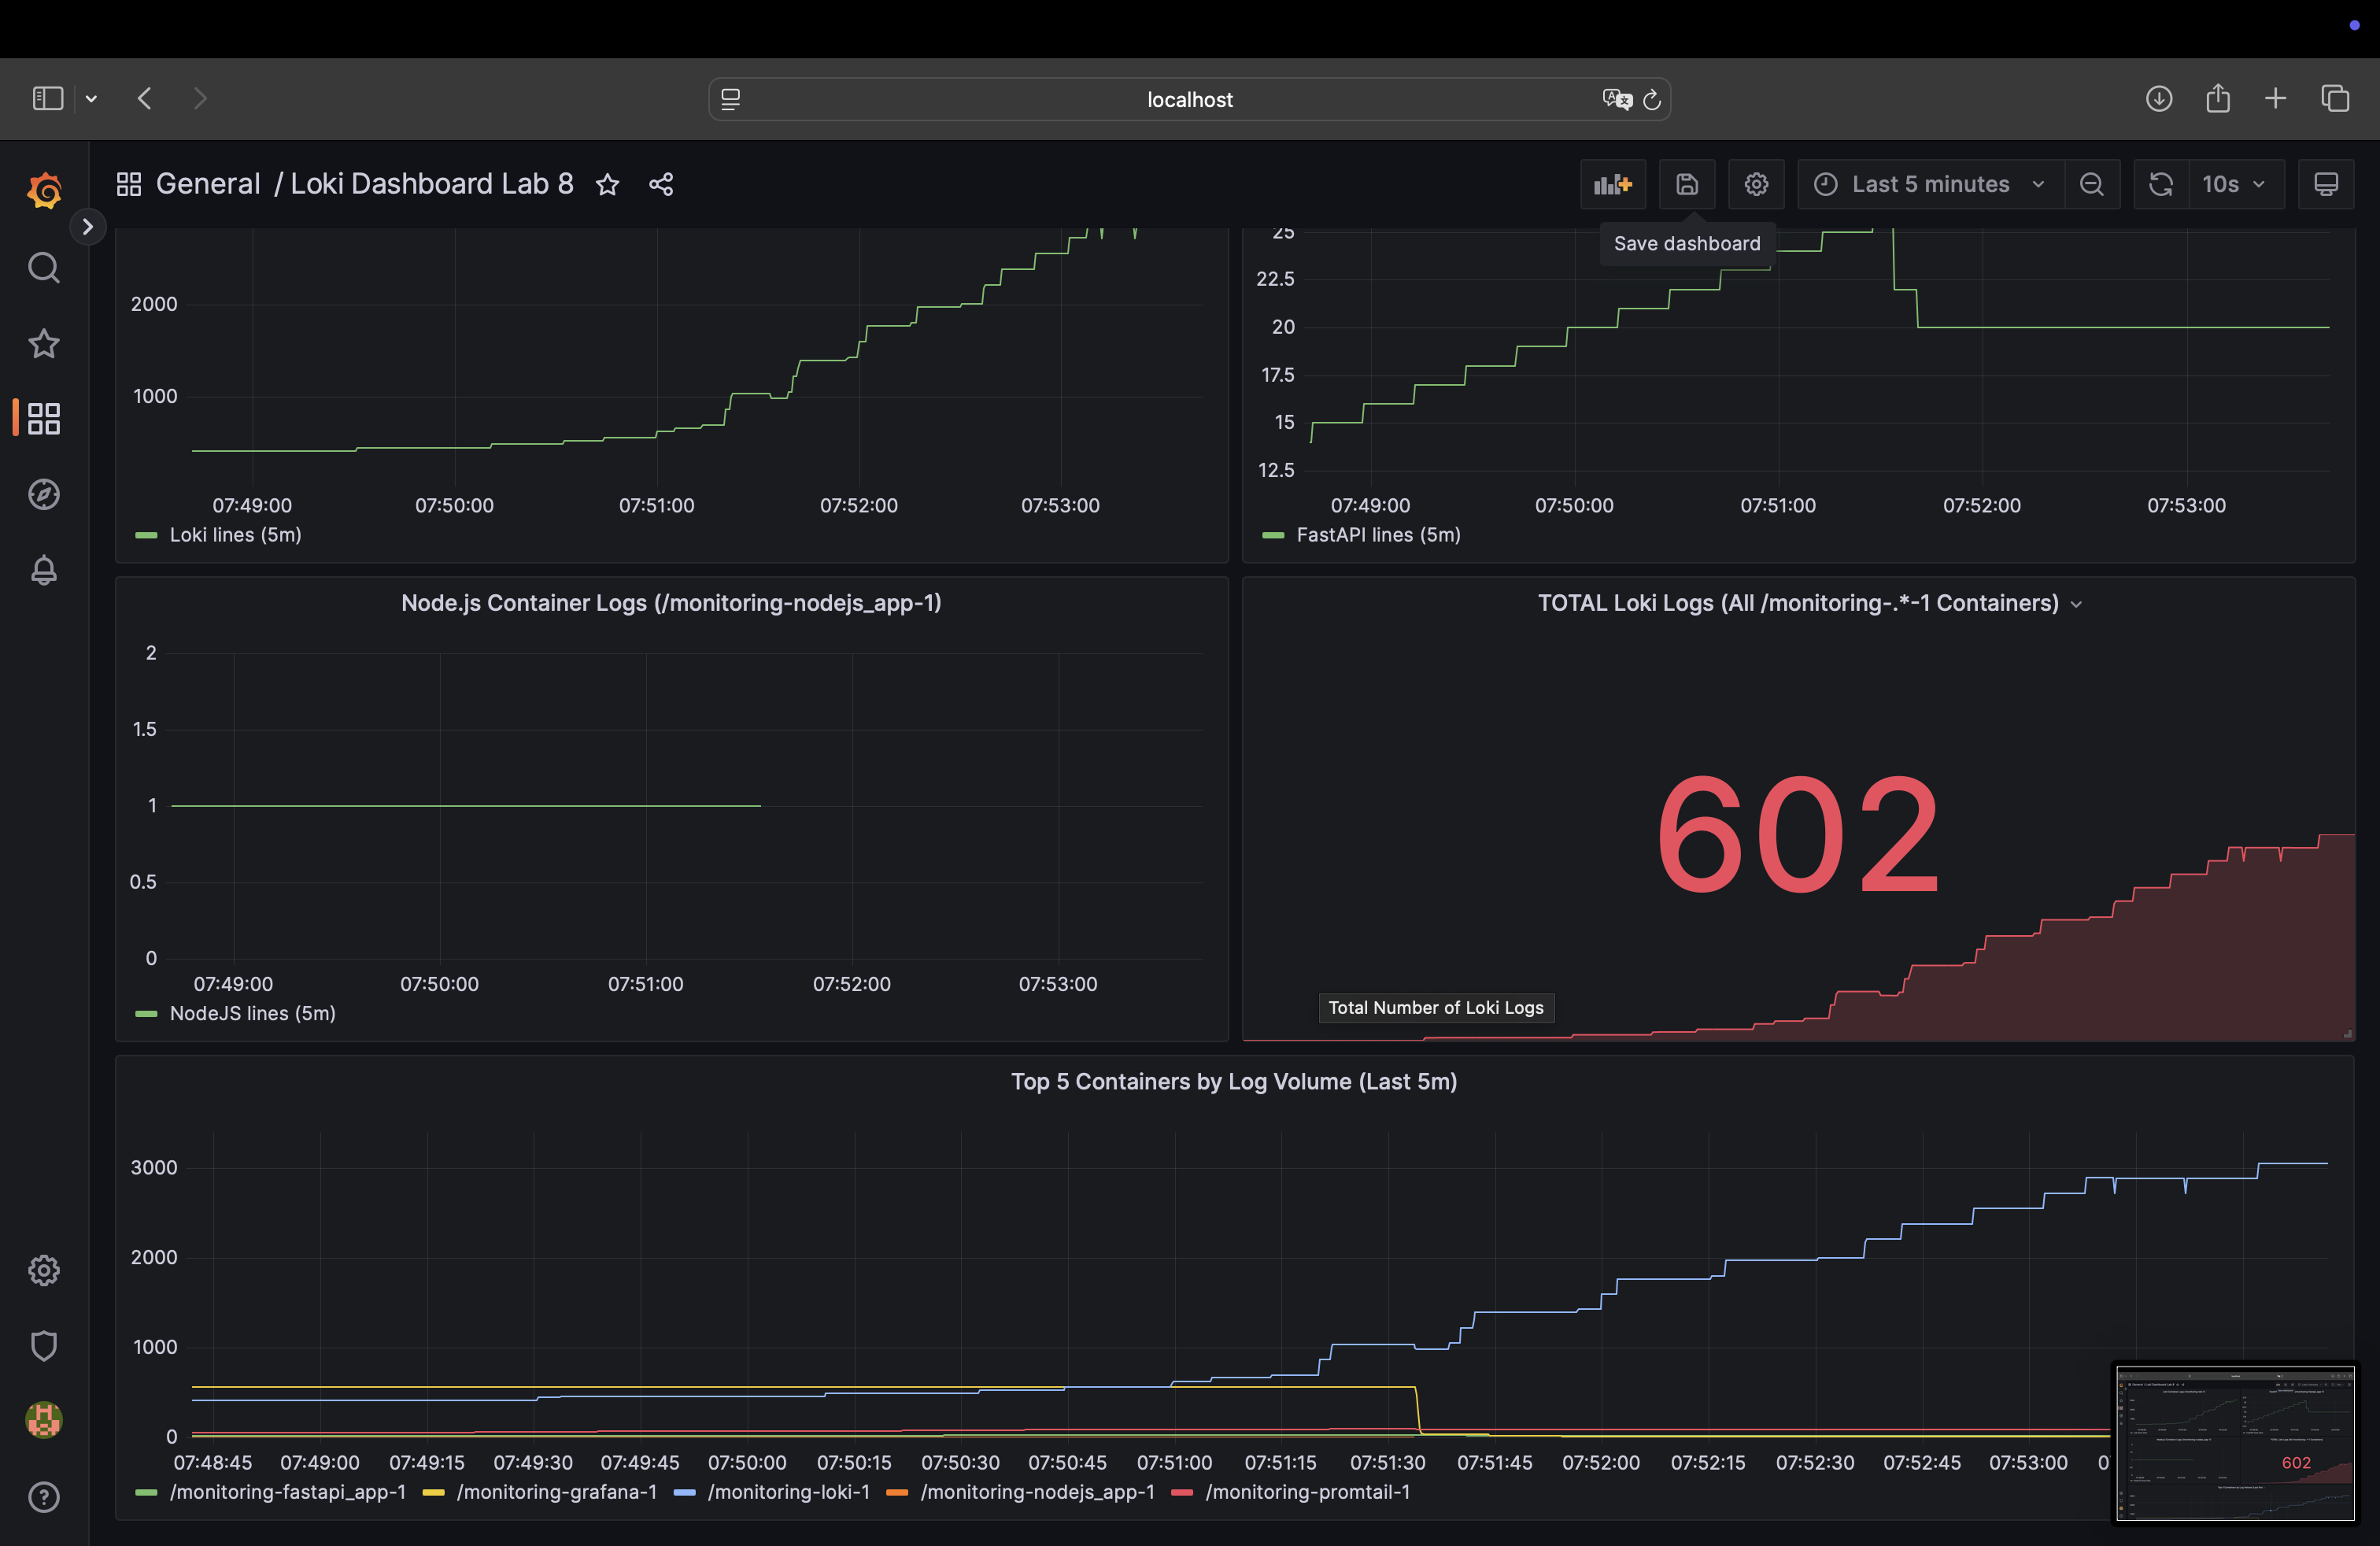 localhost
General / Loki Dashboard Lab 8
Last 5 minutes
10s
Save dashboard
2000
1000
07:49:00 07:50:00 07:51:00 07:52:00 07:53:00
Loki lines (5m)
25
22.5
20
17.5
15
12.5
07:49:00 07:50:00 07:51:00 07:52:00 07:53:00
FastAPI lines (5m)
Node.js Container Logs (/monitoring-nodejs_app-1)
2
1.5
1
0.5
0
07:49:00 07:50:00 07:51:00 07:52:00 07:53:00
NodeJS lines (5m)
TOTAL Loki Logs (All /monitoring-.*-1 Containers)
602
Total Number of Loki Logs
Top 5 Containers by Log Volume (Last 5m)
3000
2000
1000
0
07:48:45 07:49:00 07:49:15 07:49:30 07:49:45 07:50:00 07:50:15 07:50:30 07:50:45 07:51:00 07:51:15 07:51:30 07:51:45 07:52:00 07:52:15 07:52:30 07:52:45 07:53:00
/monitoring-fastapi_app-1 /monitoring-grafana-1 /monitoring-loki-1 /monitoring-nodejs_app-1 /monitoring-promtail-1
602